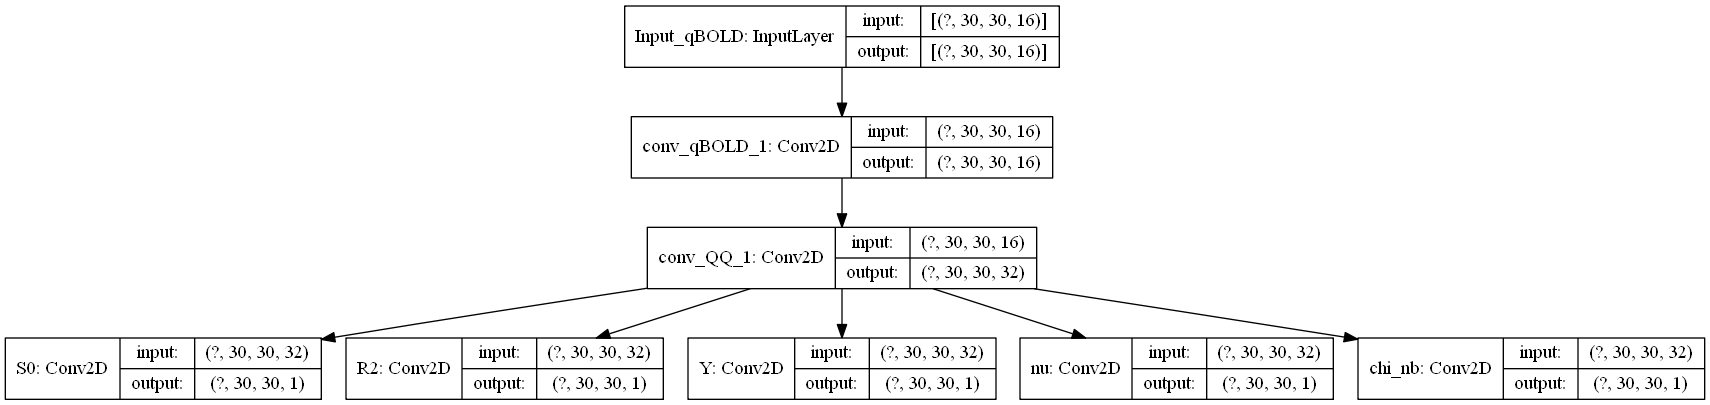 Input_qBOLD: InputLayer
input: [(?, 30, 30, 16)]
output: [(?, 30, 30, 16)]
conv_qBOLD_1: Conv2D
input: (?, 30, 30, 16)
output: (?, 30, 30, 16)
conv_QQ_1: Conv2D
input: (?, 30, 30, 16)
output: (?, 30, 30, 32)
S0: Conv2D
input: (?, 30, 30, 32)
output: (?, 30, 30, 1)
R2: Conv2D
input: (?, 30, 30, 32)
output: (?, 30, 30, 1)
Y: Conv2D
input: (?, 30, 30, 32)
output: (?, 30, 30, 1)
nu: Conv2D
input: (?, 30, 30, 32)
output: (?, 30, 30, 1)
chi_nb: Conv2D
input: (?, 30, 30, 32)
output: (?, 30, 30, 1)